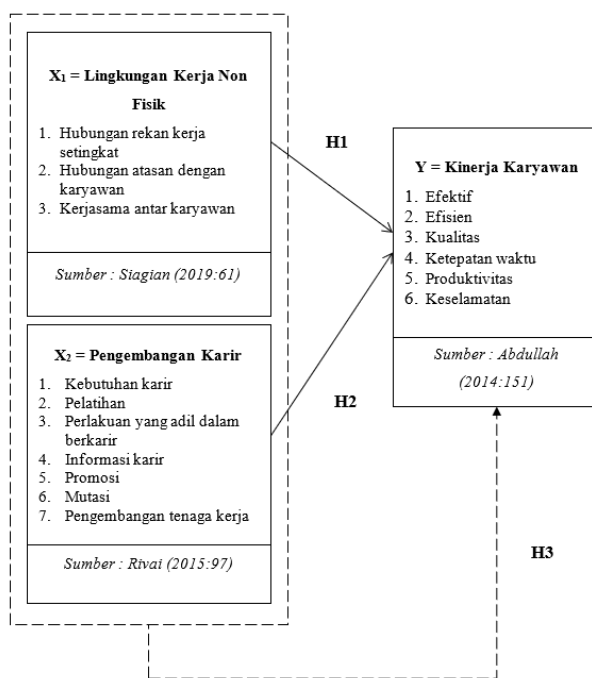 X₁ = Lingkungan Kerja Non
Fisik
1. Hubungan rekan kerja
setingkat
2. Hubungan atasan dengan
karyawan
3. Kerjasama antar karyawan
Sumber : Siagian (2019:61)
X₂ = Pengembangan Karir
1. Kebutuhan karir
2. Pelatihan
3. Perlakuan yang adil dalam
berkarir
4. Informasi karir
5. Promosi
6. Mutasi
7. Pengembangan tenaga kerja
Sumber : Rivai (2015:97)
H1
H2
Y = Kinerja Karyawan
1. Efektif
2. Efisien
3. Kualitas
4. Ketepatan waktu
5. Produktivitas
6. Keselamatan
Sumber : Abdullah
(2014:151)
H3